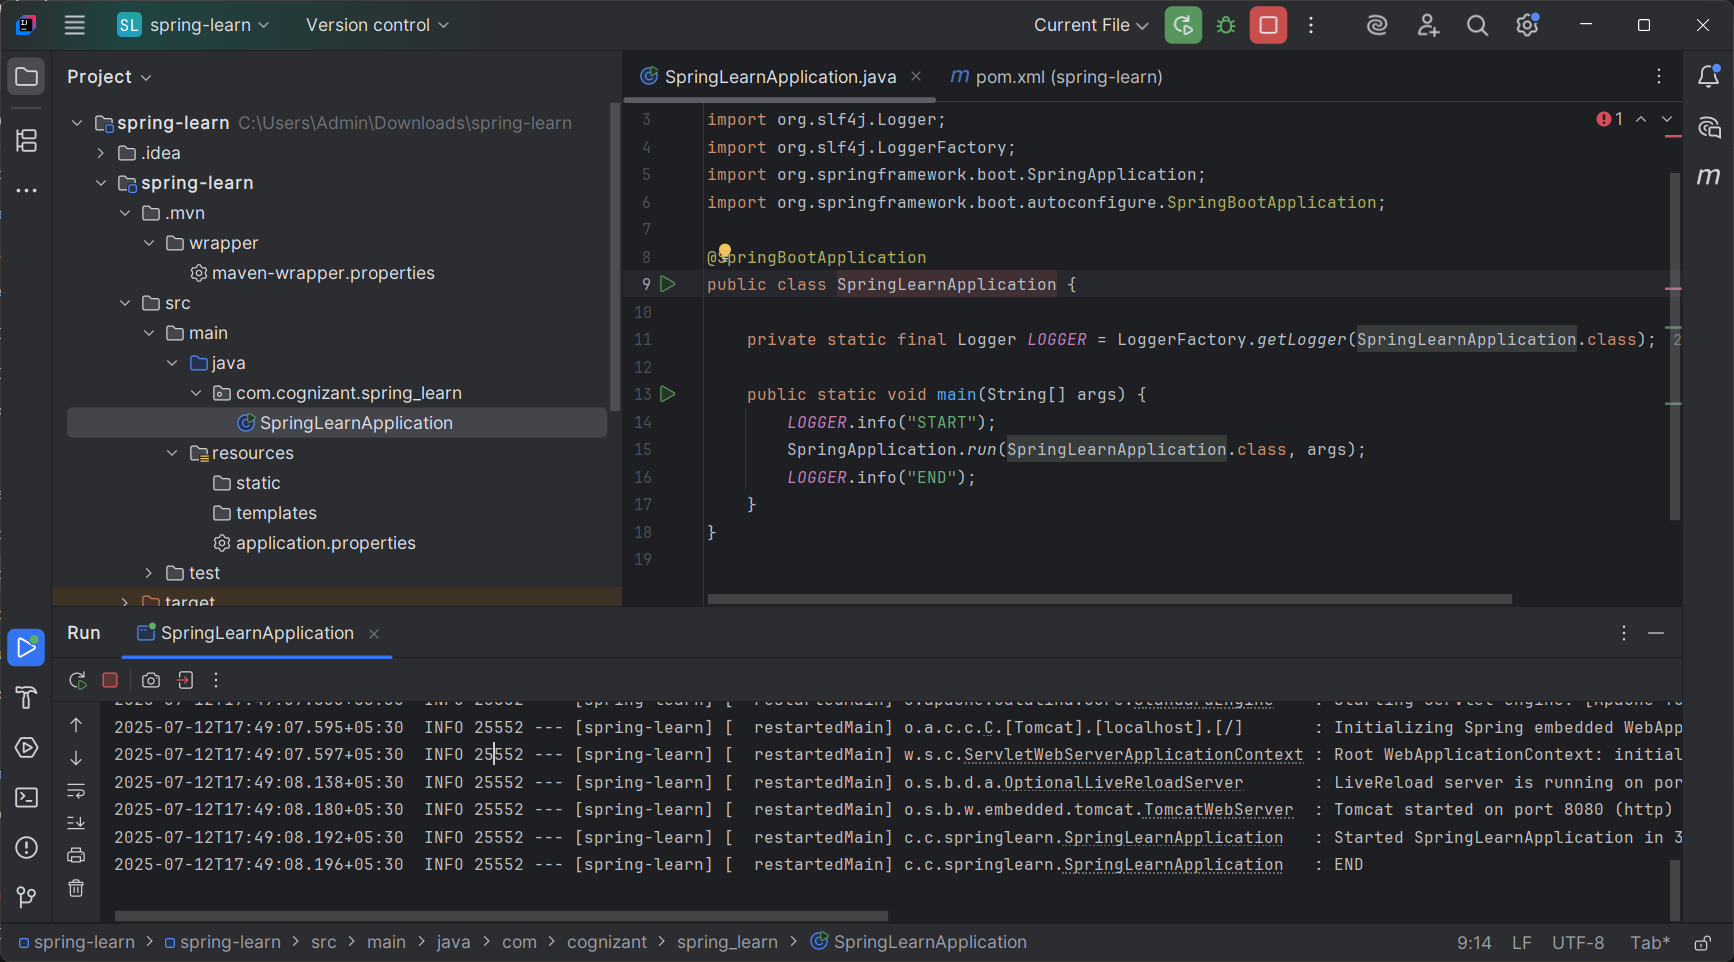 SL spring-learn Version control Current File
Project
SpringLearnApplication.java pom.xml (spring-learn)
spring-learn C:\Users\Admin\Downloads\spring-learn
.idea
spring-learn
.mvn
wrapper
maven-wrapper.properties
src
main
java
com.cognizant.spring_learn
SpringLearnApplication
resources
static
templates
application.properties
test
target
1
3 import org.slf4j.Logger;
4 import org.slf4j.LoggerFactory;
5 import org.springframework.boot.SpringApplication;
6 import org.springframework.boot.autoconfigure.SpringBootApplication;
7
8 @SpringBootApplication
9 public class SpringLearnApplication {
10
11 private static final Logger LOGGER = LoggerFactory.getLogger(SpringLearnApplication.class); 2
12
13 public static void main(String[] args) {
14 LOGGER.info("START");
15 SpringApplication.run(SpringLearnApplication.class, args);
16 LOGGER.info("END");
17 }
18 }
19
Run SpringLearnApplication
2025-07-12T17:49:07.595+05:30 INFO 25552 --- [spring-learn] [ restartedMain] o.a.c.c.C.[Tomcat].[localhost].[/] : Initializing Spring embedded WebApp
2025-07-12T17:49:07.597+05:30 INFO 25552 --- [spring-learn] [ restartedMain] w.s.c.ServletWebServerApplicationContext : Root WebApplicationContext: initial
2025-07-12T17:49:08.138+05:30 INFO 25552 --- [spring-learn] [ restartedMain] o.s.b.d.a.OptionalLiveReloadServer : LiveReload server is running on por
2025-07-12T17:49:08.180+05:30 INFO 25552 --- [spring-learn] [ restartedMain] o.s.b.w.embedded.tomcat.TomcatWebServer : Tomcat started on port 8080 (http)
2025-07-12T17:49:08.192+05:30 INFO 25552 --- [spring-learn] [ restartedMain] c.c.springlearn.SpringLearnApplication : Started SpringLearnApplication in 3
2025-07-12T17:49:08.196+05:30 INFO 25552 --- [spring-learn] [ restartedMain] c.c.springlearn.SpringLearnApplication : END
spring-learn > spring-learn > src > main > java > com > cognizant > spring_learn > SpringLearnApplication 9:14 LF UTF-8 Tab*